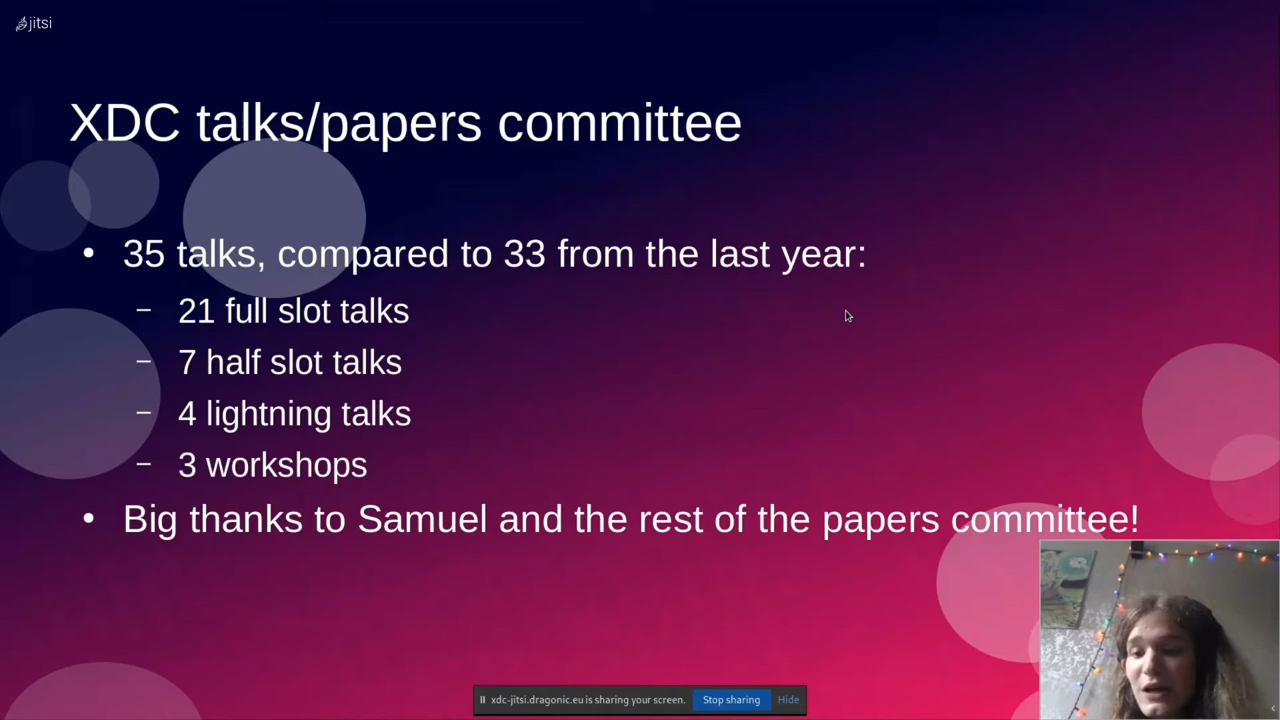 jitsi
XDC talks/papers committee
• 35 talks, compared to 33 from the last year:
– 21 full slot talks
– 7 half slot talks
– 4 lightning talks
– 3 workshops
• Big thanks to Samuel and the rest of the papers committee!
xdc-jitsi.dragonic.eu is sharing your screen. Stop sharing Hide